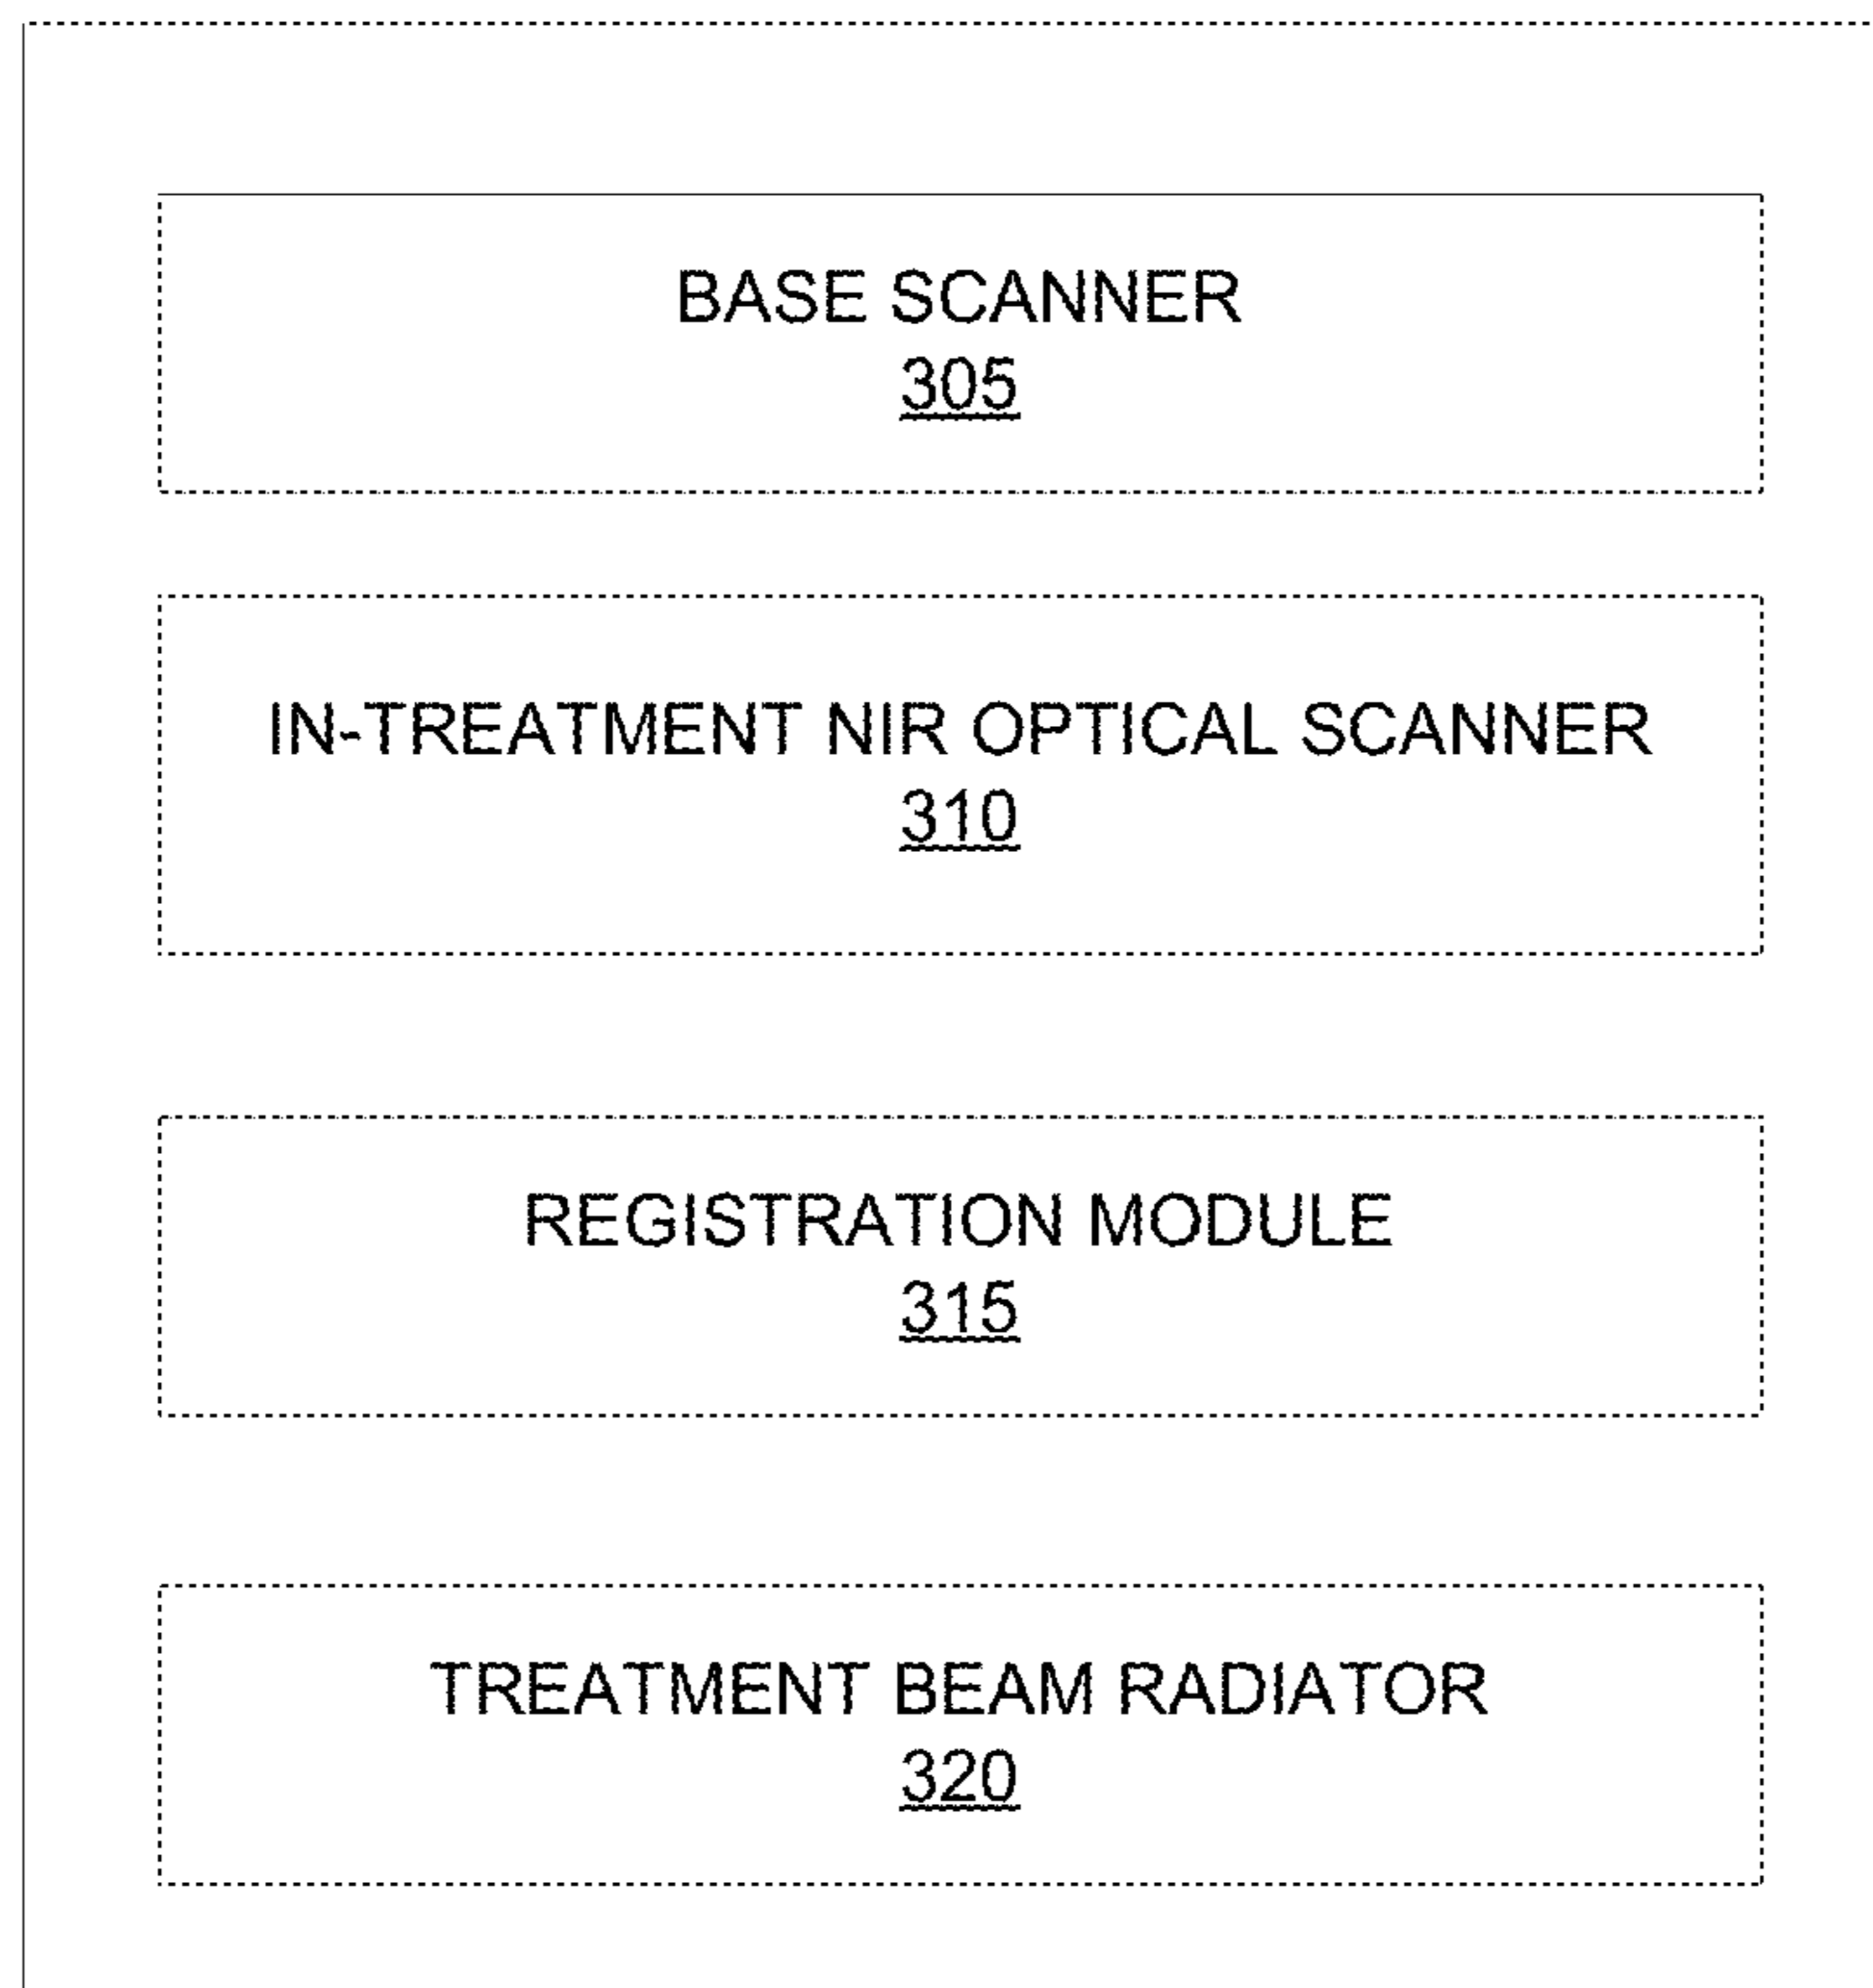 BASE SCANNER
305
IN-TREATMENT NIR OPTICAL SCANNER
310
REGISTRATION MODULE
315
TREATMENT BEAM RADIATOR
320